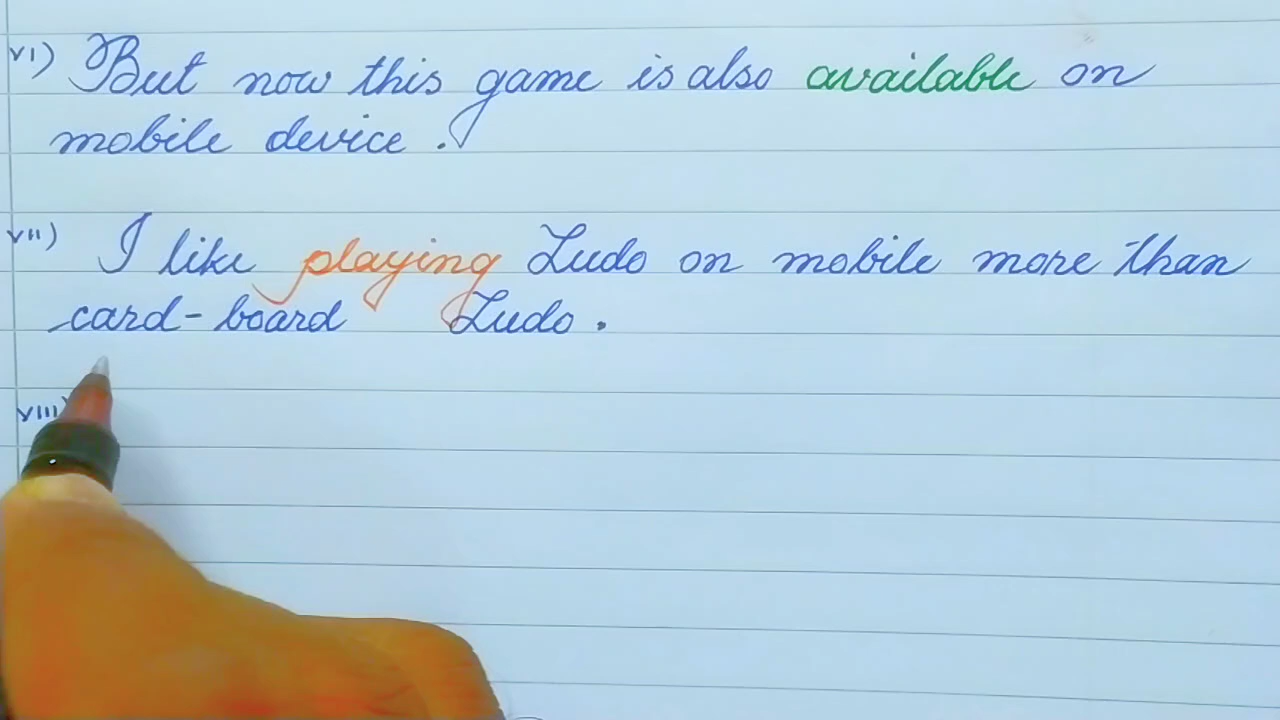 vi) But now this game is also available on
mobile device.
vii) I like playing Ludo on mobile more than
card-board Ludo.
viii)